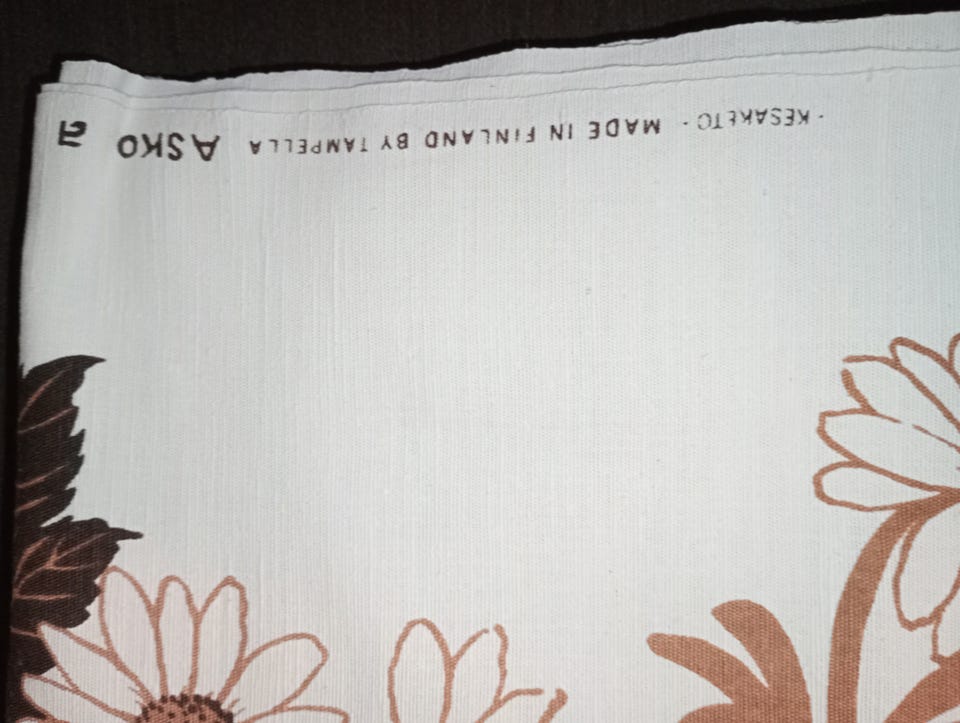 · KESAKETO · MADE IN FINLAND BY TAMPELLA ASKO